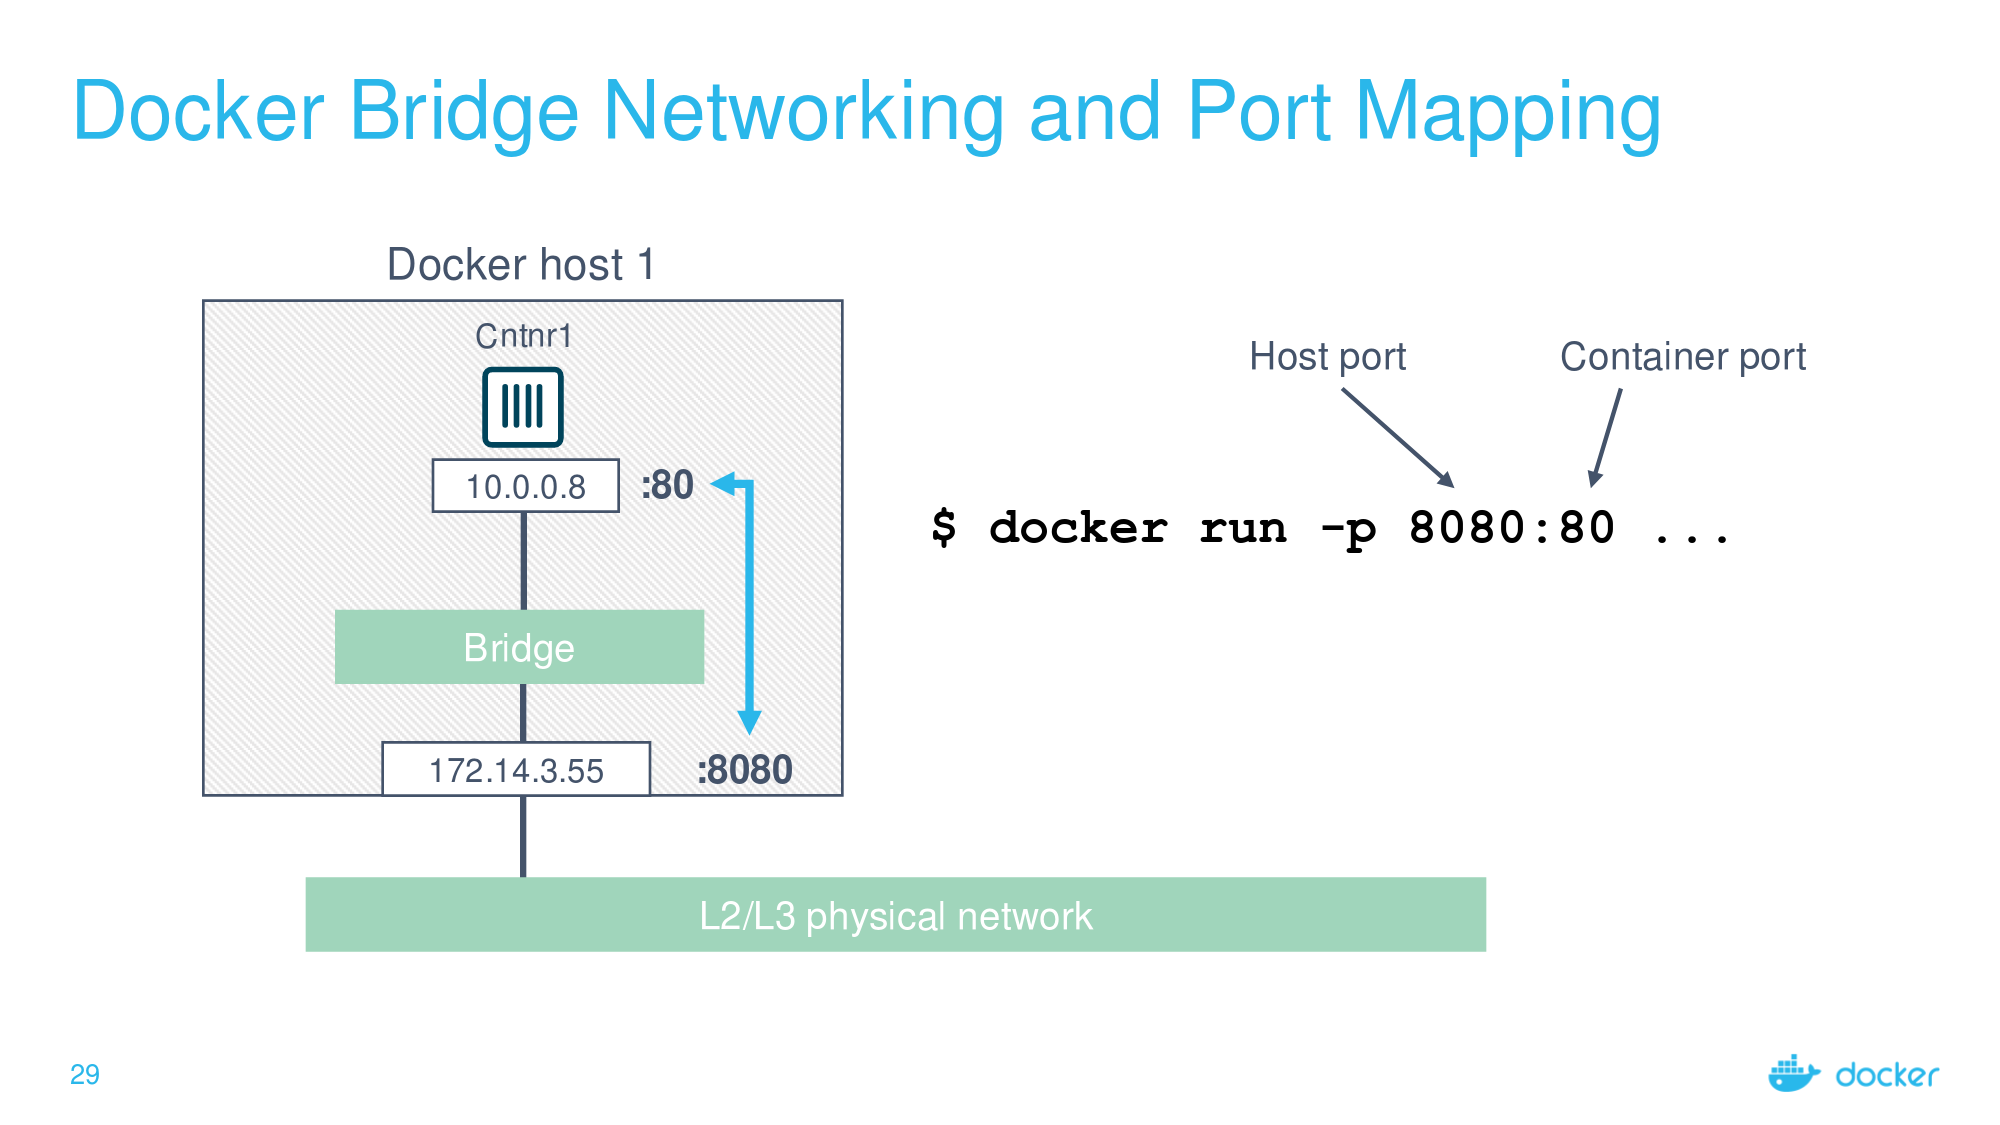 Docker Bridge Networking and Port Mapping
Docker host 1
Cntnr1
10.0.0.8 :80
Bridge
172.14.3.55 :8080
L2/L3 physical network
Host port Container port
$ docker run -p 8080:80 ...
29
docker